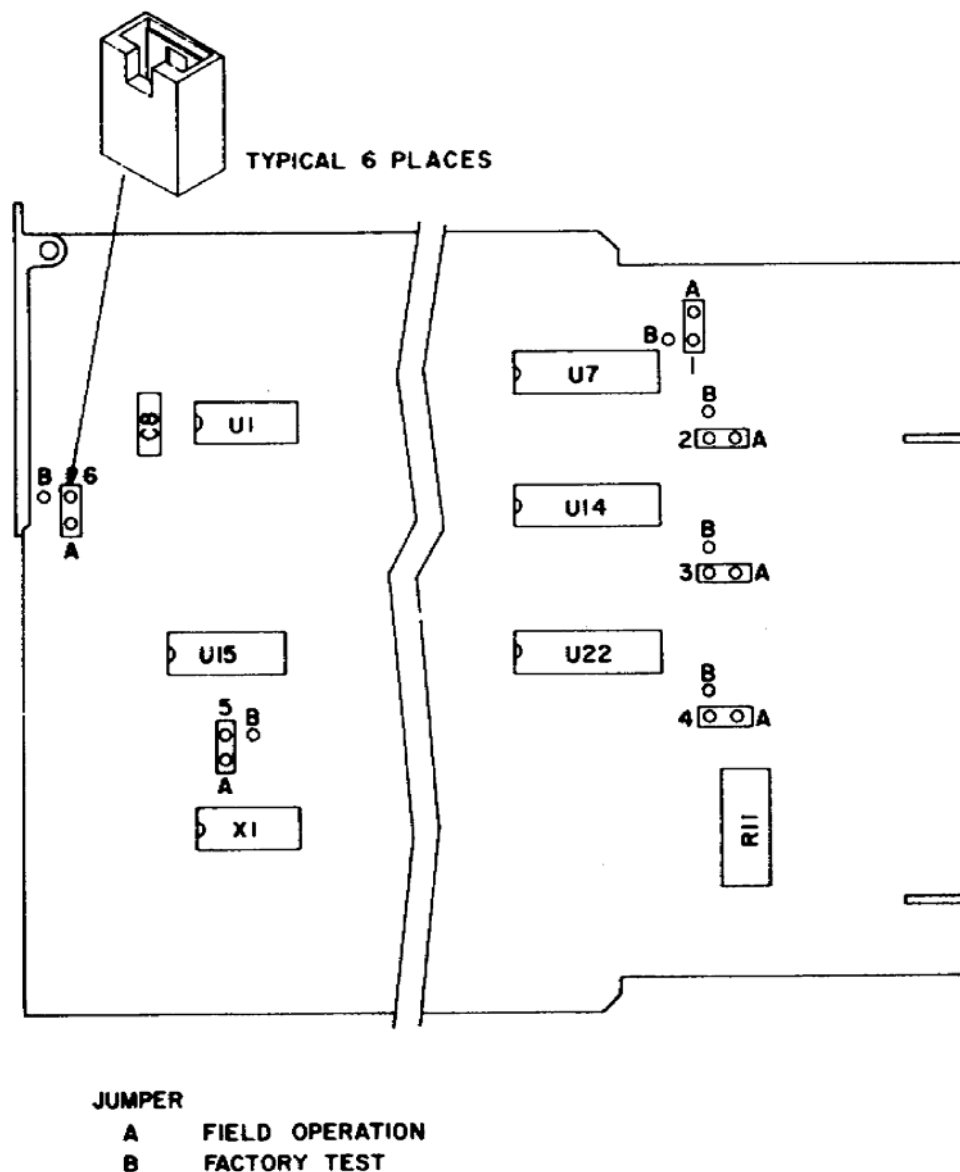 TYPICAL 6 PLACES
A
B
U7
1
B
C8
U1
2 A
B 6
U14
A
B
3 A
U15
U22
B
5 B
4 A
A
X1
R11
JUMPER
A FIELD OPERATION
B FACTORY TEST